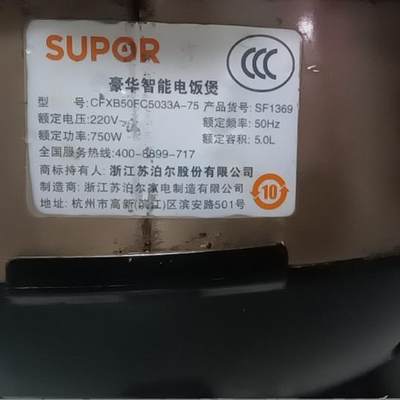 SUPOR
豪华智能电饭煲
型 号:CFXB50FC5033A-75 产品货号:SF1369
额定电压:220V 额定频率:50Hz
额定功率:750W 额定容积:5.0L
全国服务热线:400-8899-717
商标持有人:浙江苏泊尔股份有限公司
制造商:浙江苏泊尔家电制造有限公司
地址:杭州市高新(滨江)区滨安路501号
10